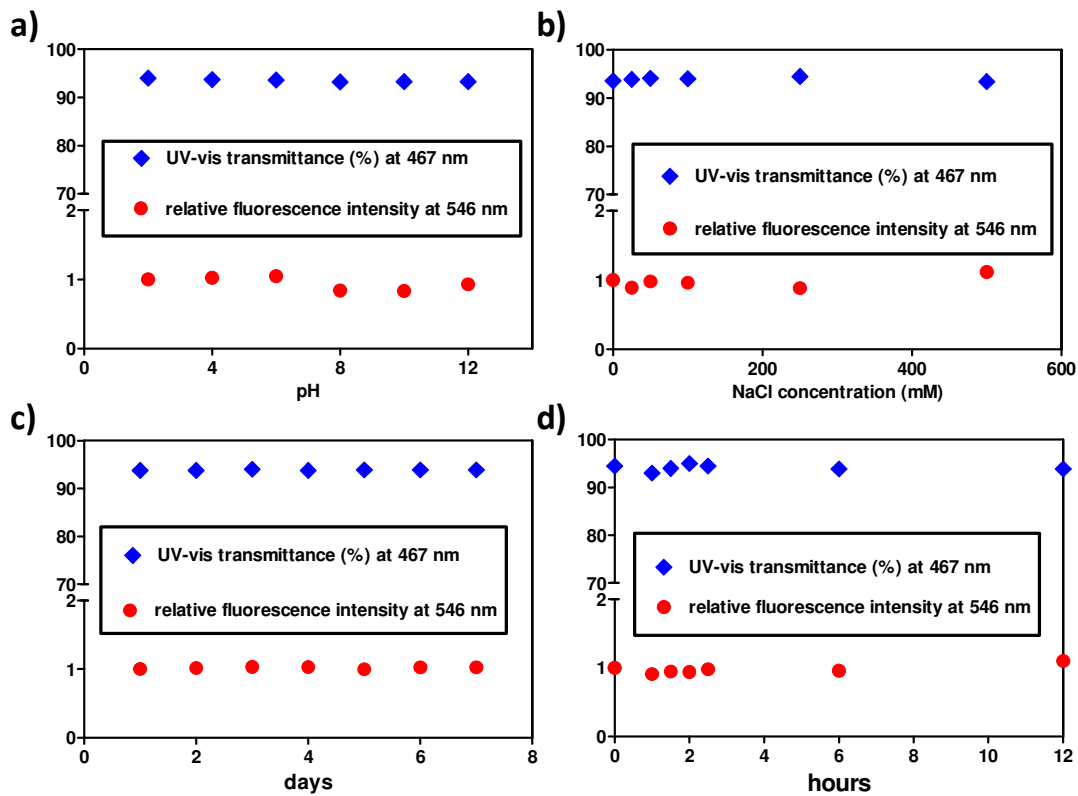 a)
100
90
80
70
2
1
0
UV-vis transmittance (%) at 467 nm
relative fluorescence intensity at 546 nm
0 4 8 12
pH
b)
100
90
80
70
2
1
0
UV-vis transmittance (%) at 467 nm
relative fluorescence intensity at 546 nm
0 200 400 600
NaCl concentration (mM)
c)
100
90
80
70
2
1
0
UV-vis transmittance (%) at 467 nm
relative fluorescence intensity at 546 nm
0 2 4 6 8
days
d)
100
90
80
70
2
1
0
UV-vis transmittance (%) at 467 nm
relative fluorescence intensity at 546 nm
0 2 4 6 8 10 12
hours